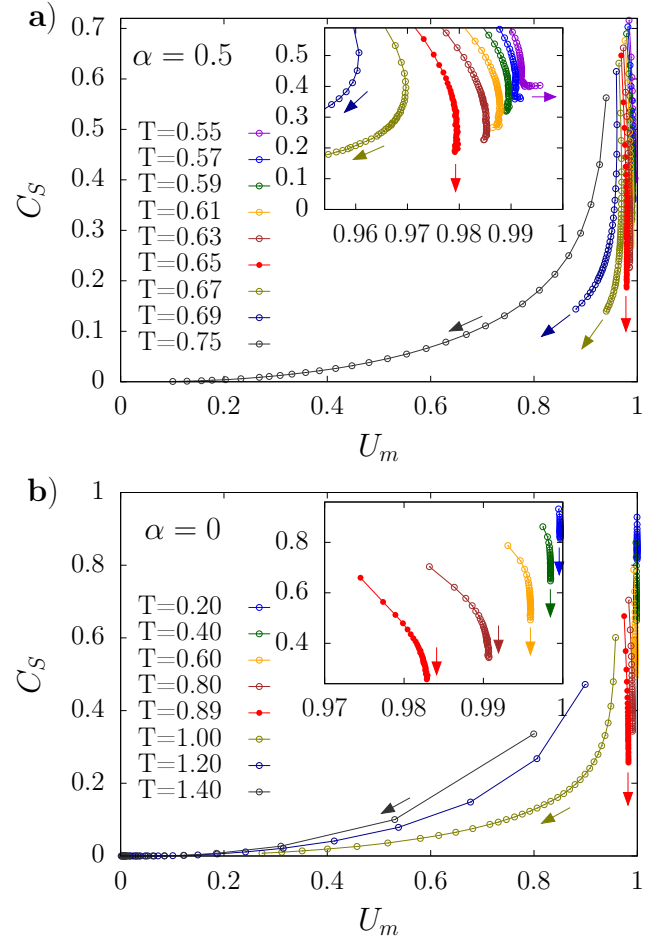 a)
α = 0.5
C_S
0.7
0.6
0.5
0.4
0.3
0.2
0.1
0
T=0.55
T=0.57
T=0.59
T=0.61
T=0.63
T=0.65
T=0.67
T=0.69
T=0.75
0.5
0.4
0.3
0.2
0.1
0
0.96 0.97 0.98 0.99 1
0 0.2 0.4 0.6 0.8 1
U_m
b)
α = 0
C_S
1
0.8
0.6
0.4
0.2
0
T=0.20
T=0.40
T=0.60
T=0.80
T=0.89
T=1.00
T=1.20
T=1.40
0.8
0.6
0.4
0.97 0.98 0.99 1
0 0.2 0.4 0.6 0.8 1
U_m